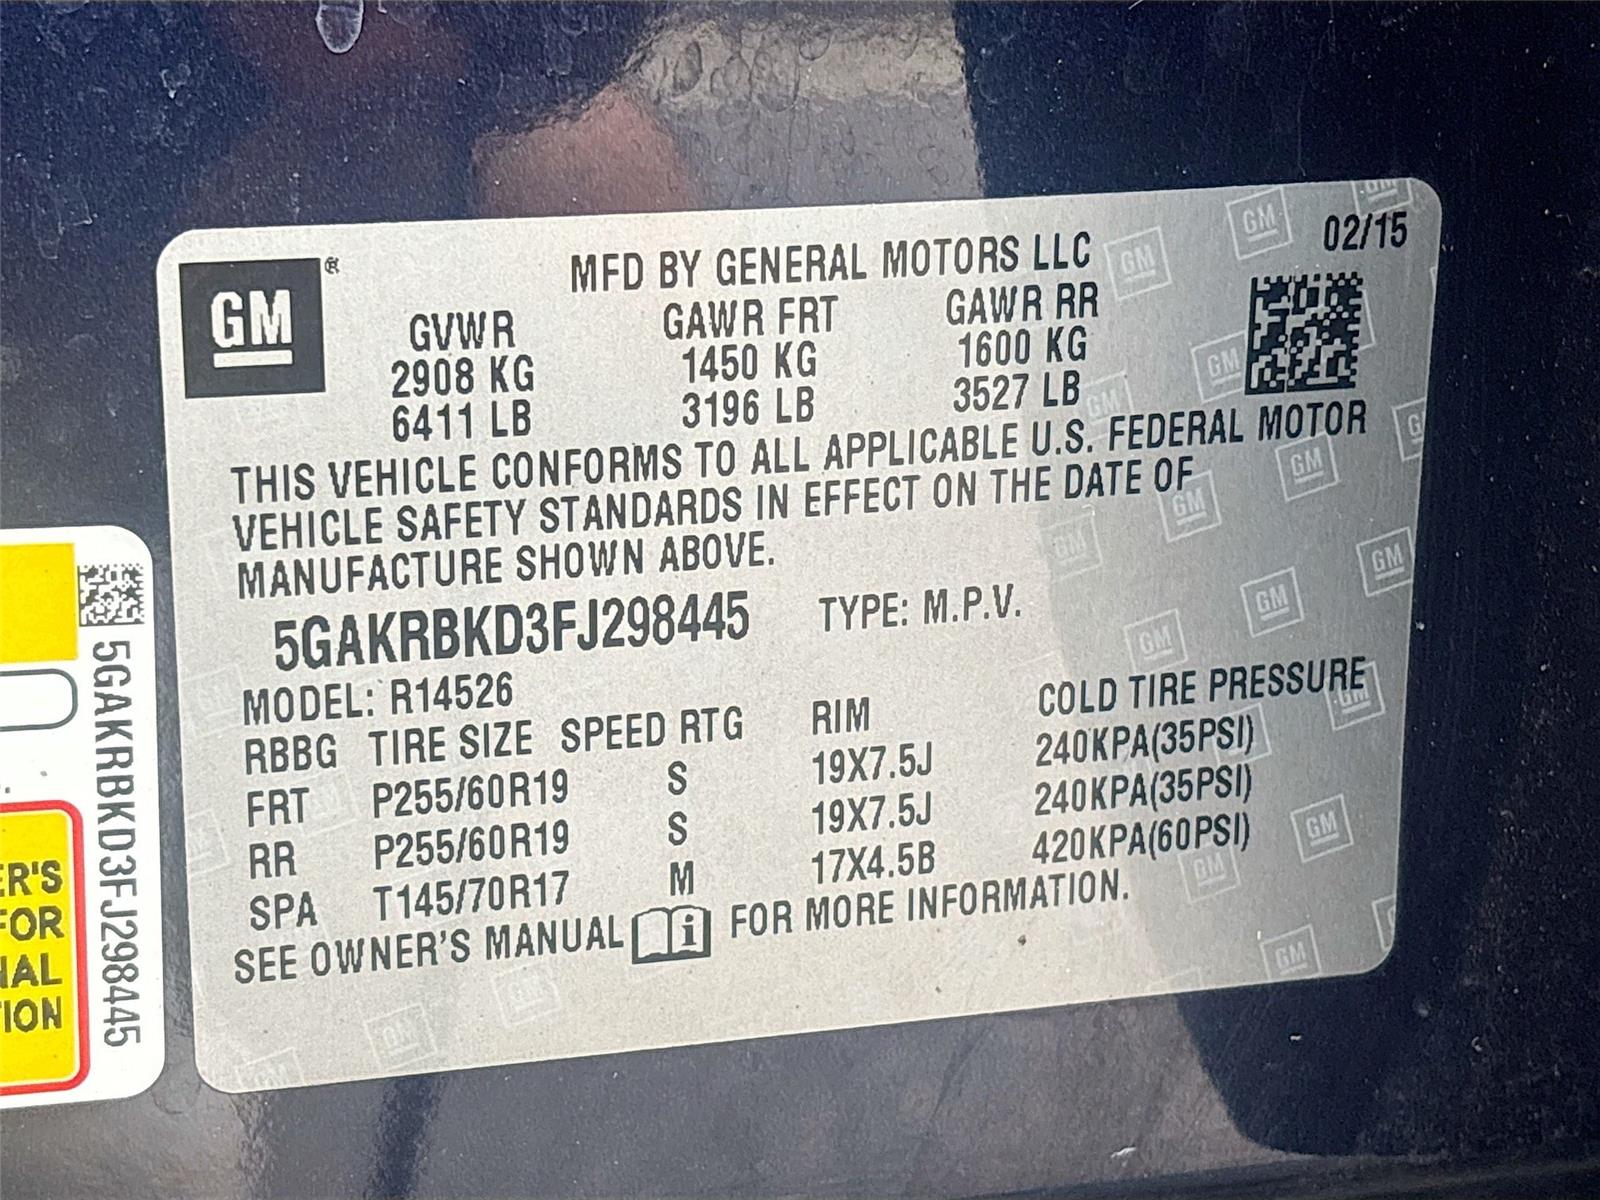 GM ®
MFD BY GENERAL MOTORS LLC 02/15
GVWR GAWR FRT GAWR RR
2908 KG 1450 KG 1600 KG
6411 LB 3196 LB 3527 LB
THIS VEHICLE CONFORMS TO ALL APPLICABLE U.S. FEDERAL MOTOR
VEHICLE SAFETY STANDARDS IN EFFECT ON THE DATE OF
MANUFACTURE SHOWN ABOVE.
5GAKRBKD3FJ298445 TYPE: M.P.V.
MODEL: R14526
RBBG TIRE SIZE SPEED RTG RIM COLD TIRE PRESSURE
FRT P255/60R19 S 19X7.5J 240KPA(35PSI)
RR P255/60R19 S 19X7.5J 240KPA(35PSI)
SPA T145/70R17 M 17X4.5B 420KPA(60PSI)
SEE OWNER'S MANUAL i FOR MORE INFORMATION.
5GAKRBKD3FJ298445
ER'S
FOR
IAL
TION